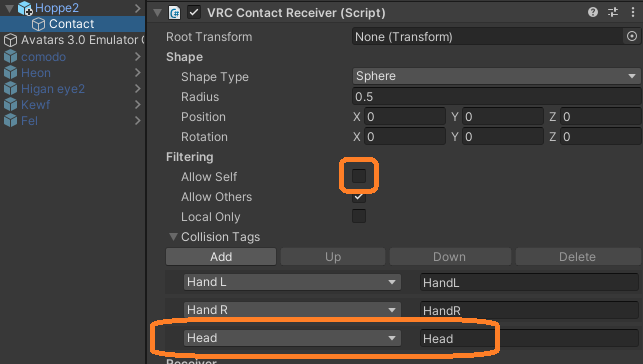 Hoppe2
Contact
Avatars 3.0 Emulator C
comodo
Heon
Higan eye2
Kewf
Fel
VRC Contact Receiver (Script)
Root Transform None (Transform)
Shape
Shape Type Sphere
Radius 0.5
Position X 0 Y 0 Z 0
Rotation X 0 Y 0 Z 0
Filtering
Allow Self
Allow Others
Local Only
Collision Tags
Add Up Down Delete
Hand L HandL
Hand R HandR
Head Head
Receiver